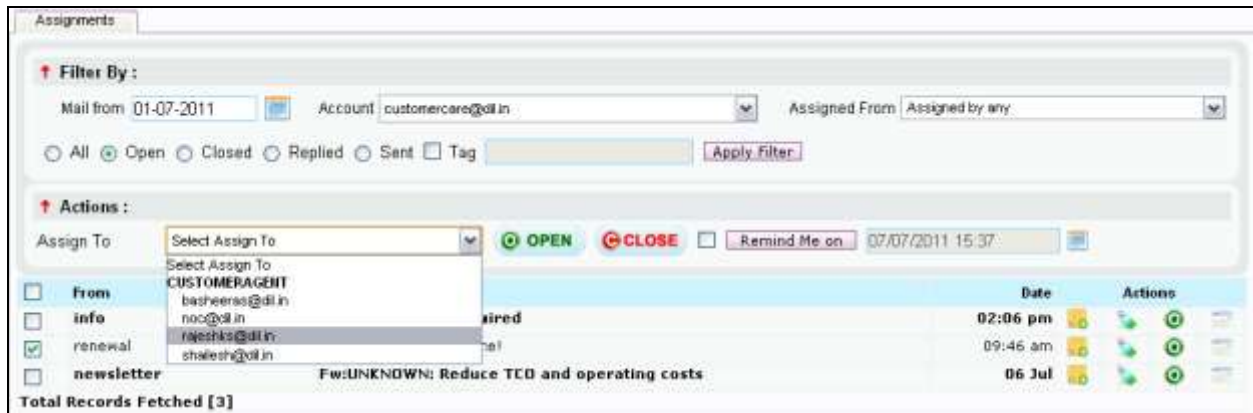 Assignments
Filter By :
Mail from 01-07-2011 Account customercare@dil.in Assigned From Assigned by any
All Open Closed Replied Sent Tag Apply Filter
Actions :
Assign To Select Assign To OPEN CLOSE Remind Me on 07/07/2011 15:37
Select Assign To
CUSTOMERAGENT
basheeras@dil.in
noc@dil.in
rajeshks@dil.in
shailesh@dil.in
From Date Actions
info ired 02:06 pm
renewal 09:46 am
newsletter Fw:UNKNOWN: Reduce TCO and operating costs 06 Jul
Total Records Fetched [3]